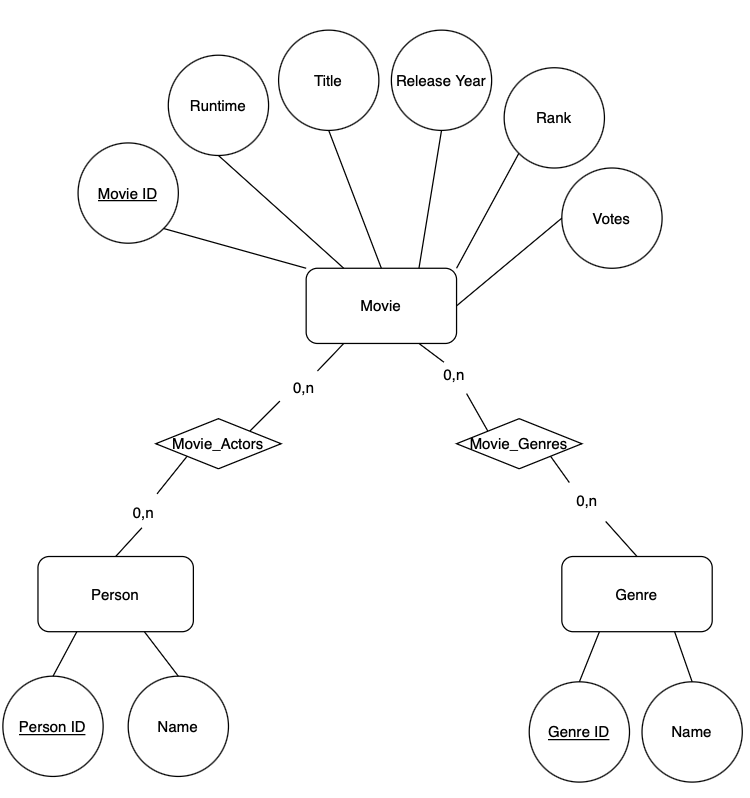 Title
Release Year
Runtime
Rank
Movie ID
Votes
Movie
0,n
0,n
Movie_Actors
Movie_Genres
0,n
0,n
Person
Genre
Person ID
Name
Genre ID
Name